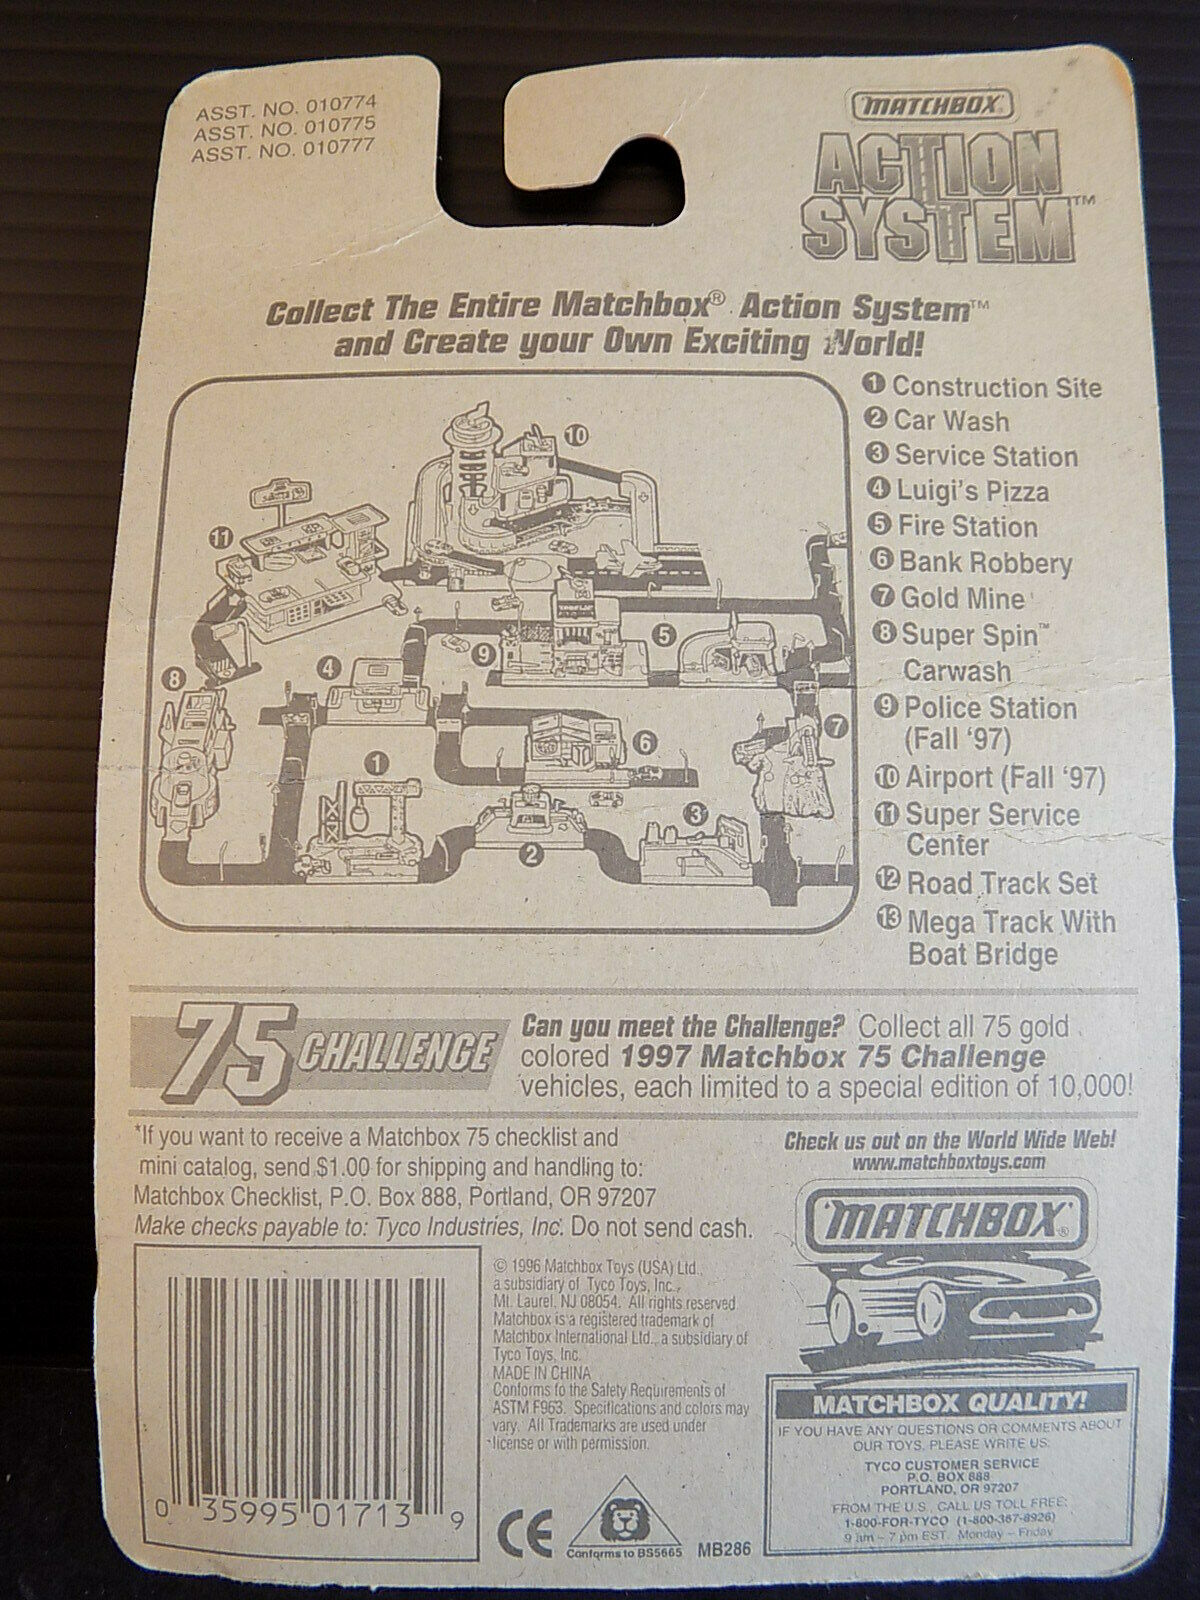 ASST. NO. 010774
ASST. NO. 010775
ASST. NO. 010777
MATCHBOX
ACTION
SYSTEM™
Collect The Entire Matchbox® Action System™
and Create your Own Exciting World!
1 Construction Site
2 Car Wash
3 Service Station
4 Luigi's Pizza
5 Fire Station
6 Bank Robbery
7 Gold Mine
8 Super Spin™
Carwash
9 Police Station
(Fall '97)
10 Airport (Fall '97)
11 Super Service
Center
12 Road Track Set
13 Mega Track With
Boat Bridge
10
11
5
9
4
8
7
6
1
3
2
75 CHALLENGE
Can you meet the Challenge? Collect all 75 gold
colored 1997 Matchbox 75 Challenge
vehicles, each limited to a special edition of 10,000!
*If you want to receive a Matchbox 75 checklist and
mini catalog, send $1.00 for shipping and handling to:
Matchbox Checklist, P.O. Box 888, Portland, OR 97207
Make checks payable to: Tyco Industries, Inc. Do not send cash.
Check us out on the World Wide Web!
www.matchboxtoys.com
MATCHBOX®
© 1996 Matchbox Toys (USA) Ltd.,
a subsidiary of Tyco Toys, Inc.,
Mt. Laurel, NJ 08054. All rights reserved.
Matchbox is a registered trademark of
Matchbox International Ltd., a subsidiary of
Tyco Toys, Inc.
MADE IN CHINA
Conforms to the Safety Requirements of
ASTM F963. Specifications and colors may
vary. All Trademarks are used under
license or with permission.
0 35995 01713 9
CE
Conforms to BS5665
MB286
MATCHBOX QUALITY!
IF YOU HAVE ANY QUESTIONS OR COMMENTS ABOUT
OUR TOYS, PLEASE WRITE US:
TYCO CUSTOMER SERVICE
P.O. BOX 888
PORTLAND, OR 97207
FROM THE U.S., CALL US TOLL FREE:
1-800-FOR-TYCO (1-800-367-8926)
9 am – 7 pm EST. Monday – Friday